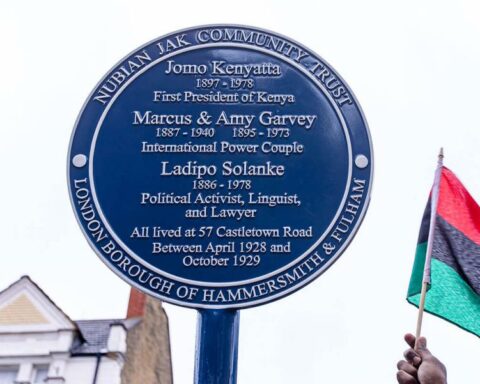 NUBIAN JAK COMMUNITY TRUST
Jomo Kenyatta
1897 - 1978
First President of Kenya
Marcus & Amy Garvey
1887 - 1940 1895 - 1973
International Power Couple
Ladipo Solanke
1886 - 1978
Political Activist, Linguist,
and Lawyer
All lived at 57 Castletown Road
Between April 1928 and
October 1929
LONDON BOROUGH OF HAMMERSMITH & FULHAM